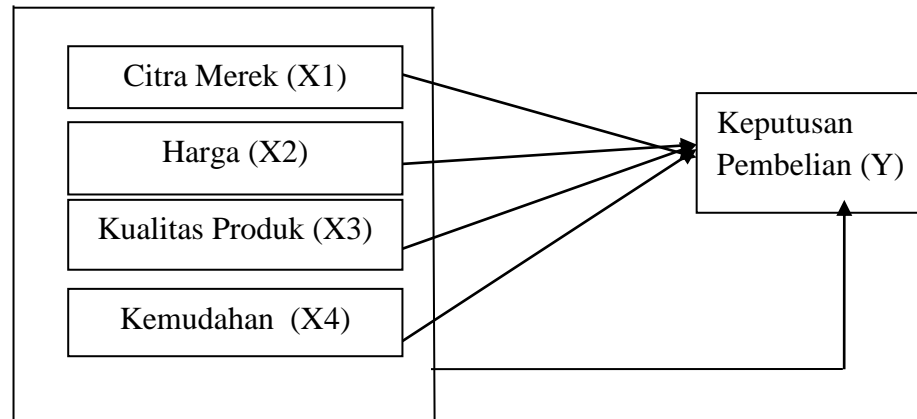 Citra Merek (X1)
Harga (X2)
Kualitas Produk (X3)
Kemudahan  (X4)
Keputusan
Pembelian (Y)